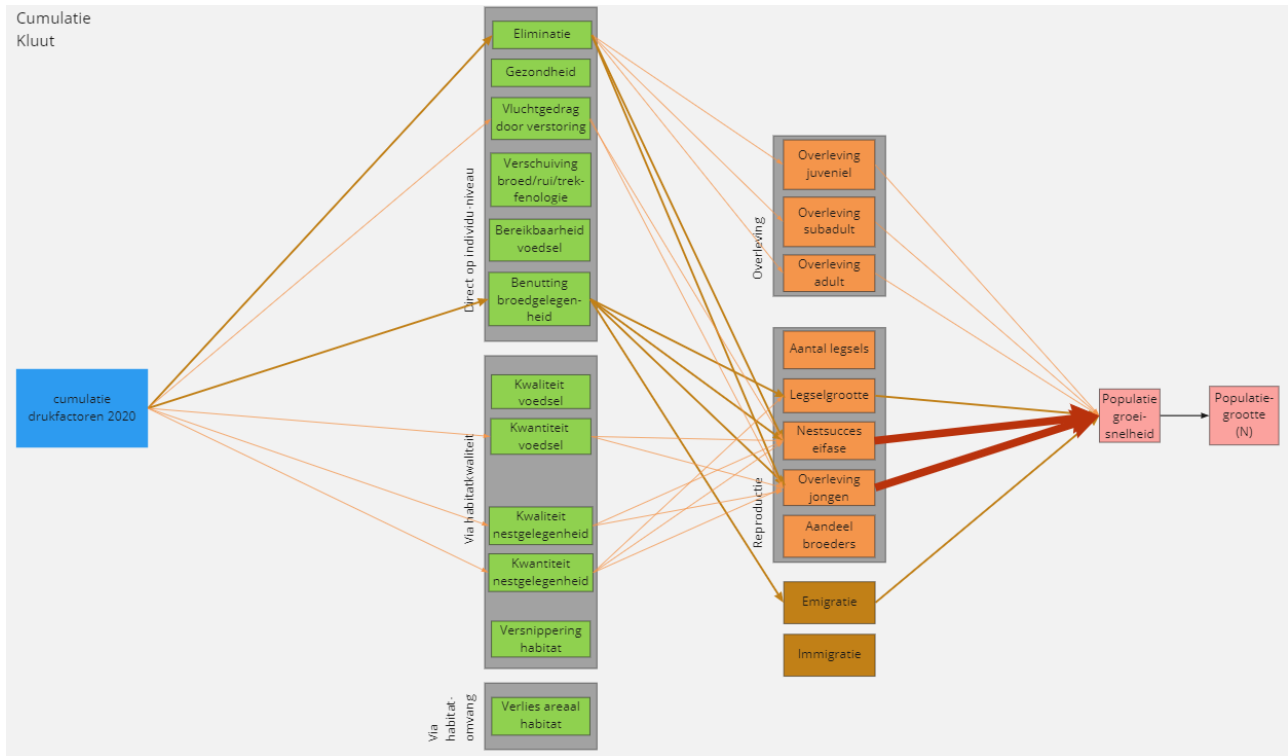 Cumulatie
Kluut
cumulatie
drukfactoren 2020
Direct op individu-niveau
Eliminatie
Gezondheid
Vluchtgedrag
door verstoring
Verschuiving
broed/rui/trek-
fenologie
Bereikbaarheid
voedsel
Benutting
broedgelegen-
heid
Via habitatkwaliteit
Kwaliteit
voedsel
Kwantiteit
voedsel
Kwaliteit
nestgelegenheid
Kwantiteit
nestgelegenheid
Versnippering
habitat
Via
habitat-
omvang
Verlies areaal
habitat
Overleving
Overleving
juveniel
Overleving
subadult
Overleving
adult
Reproductie
Aantal legsels
Legselgrootte
Nestsucces
eifase
Overleving
jongen
Aandeel
broeders
Emigratie
Immigratie
Populatie
groei-
snelheid
Populatie-
grootte
(N)